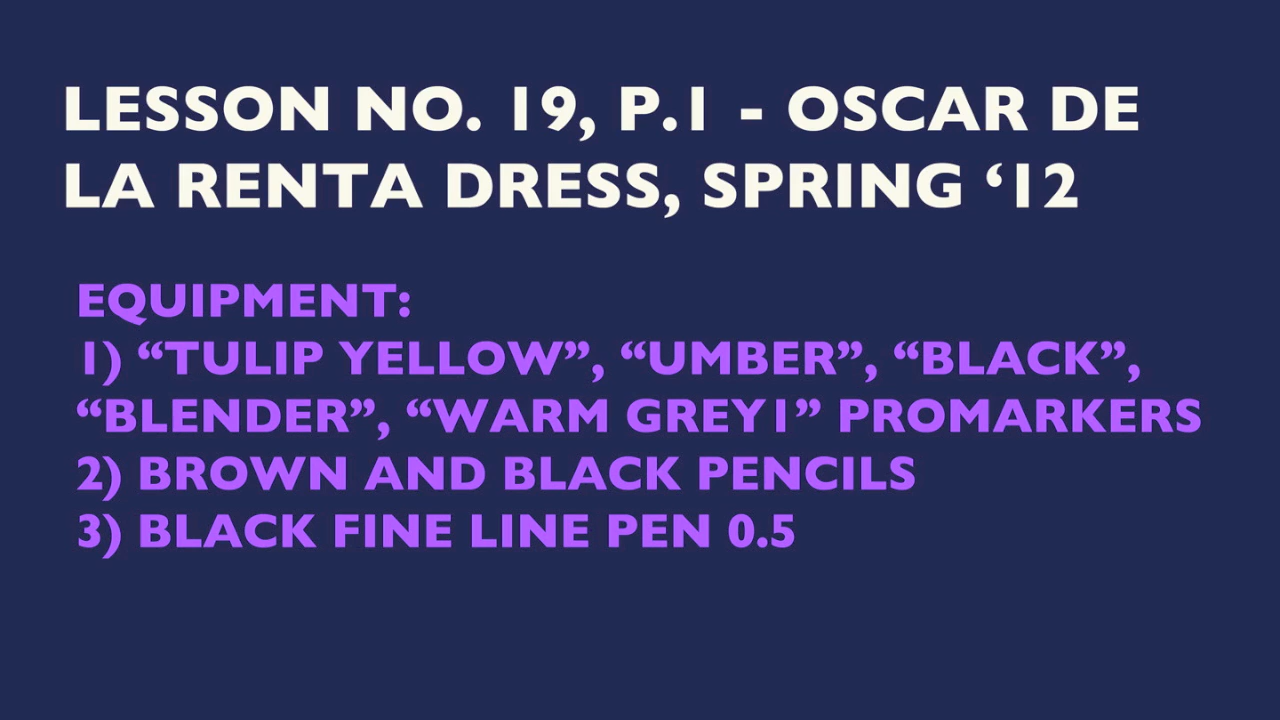 LESSON NO. 19, P.1 - OSCAR DE
LA RENTA DRESS, SPRING ‘12
EQUIPMENT:
1) “TULIP YELLOW”, “UMBER”, “BLACK”,
“BLENDER”, “WARM GREY1” PROMARKERS
2) BROWN AND BLACK PENCILS
3) BLACK FINE LINE PEN 0.5